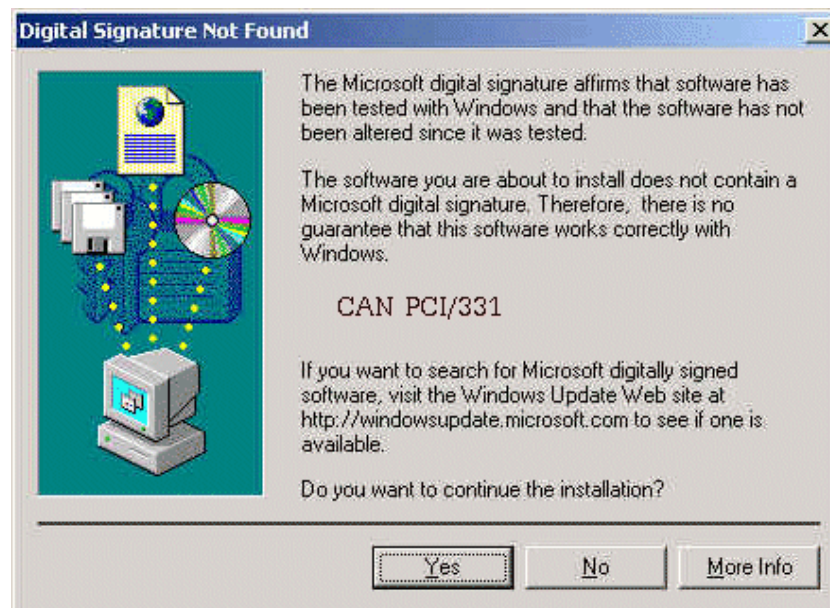 Digital Signature Not Found
The Microsoft digital signature affirms that software has
been tested with Windows and that the software has not
been altered since it was tested.
The software you are about to install does not contain a
Microsoft digital signature. Therefore, there is no
guarantee that this software works correctly with
Windows.
CAN PCI/331
If you want to search for Microsoft digitally signed
software, visit the Windows Update Web site at
http://windowsupdate.microsoft.com to see if one is
available.
Do you want to continue the installation?
Yes No More Info